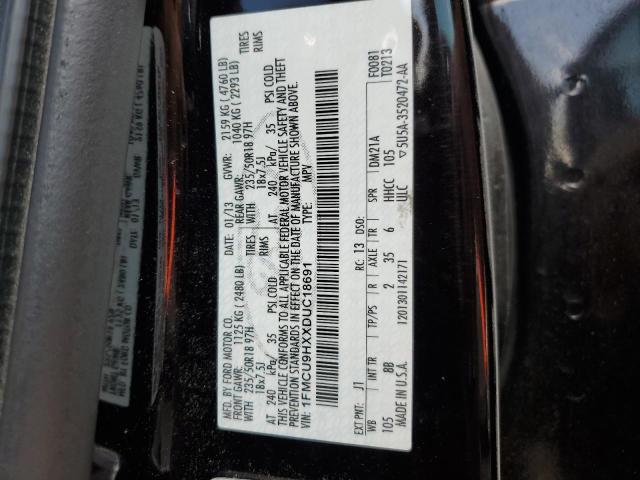 MFD. BY FORD MOTOR CO.
DATE: 01/13 GVWR: 2159 KG (4760 LB)
FRONT GAWR: 1125 KG (2480 LB) REAR GAWR: 1040 KG (2293 LB)
WITH 235/50R18 97H TIRES WITH 235/50R18 97H TIRES
18x7.5J RIMS 18x7.5J RIMS
AT 240 kPa/ 35 PSI COLD AT 240 kPa/ 35 PSI COLD
THIS VEHICLE CONFORMS TO ALL APPLICABLE FEDERAL MOTOR VEHICLE SAFETY AND THEFT
PREVENTION STANDARDS IN EFFECT ON THE DATE OF MANUFACTURE SHOWN ABOVE.
VIN: 1FMCU9HXXDUC18691 TYPE: MPV
F0081
T0213
EXT PNT: J1 RC: 13 DSO: DM21A
WB INT TR TP/PS R AXLE TR SPR
105 8B 2 35 6 HHCC 105
MADE IN U.S.A. 1201301142171 ULC
▽5U5A-3520472-AA